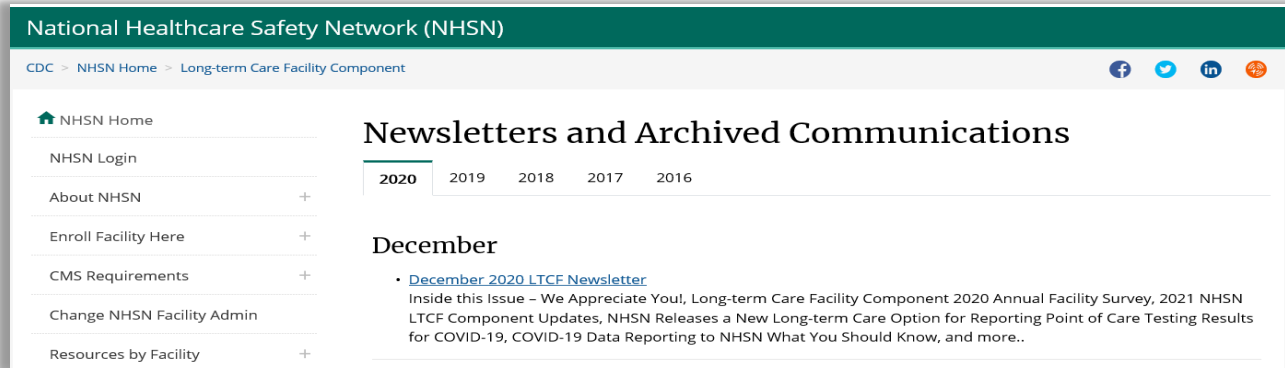 National Healthcare Safety Network (NHSN)
CDC > NHSN Home > Long-term Care Facility Component
NHSN Home
NHSN Login
About NHSN +
Enroll Facility Here +
CMS Requirements +
Change NHSN Facility Admin
Resources by Facility +
Newsletters and Archived Communications
2020 2019 2018 2017 2016
December
• December 2020 LTCF Newsletter
Inside this Issue – We Appreciate You!, Long-term Care Facility Component 2020 Annual Facility Survey, 2021 NHSN
LTCF Component Updates, NHSN Releases a New Long-term Care Option for Reporting Point of Care Testing Results
for COVID-19, COVID-19 Data Reporting to NHSN What You Should Know, and more..